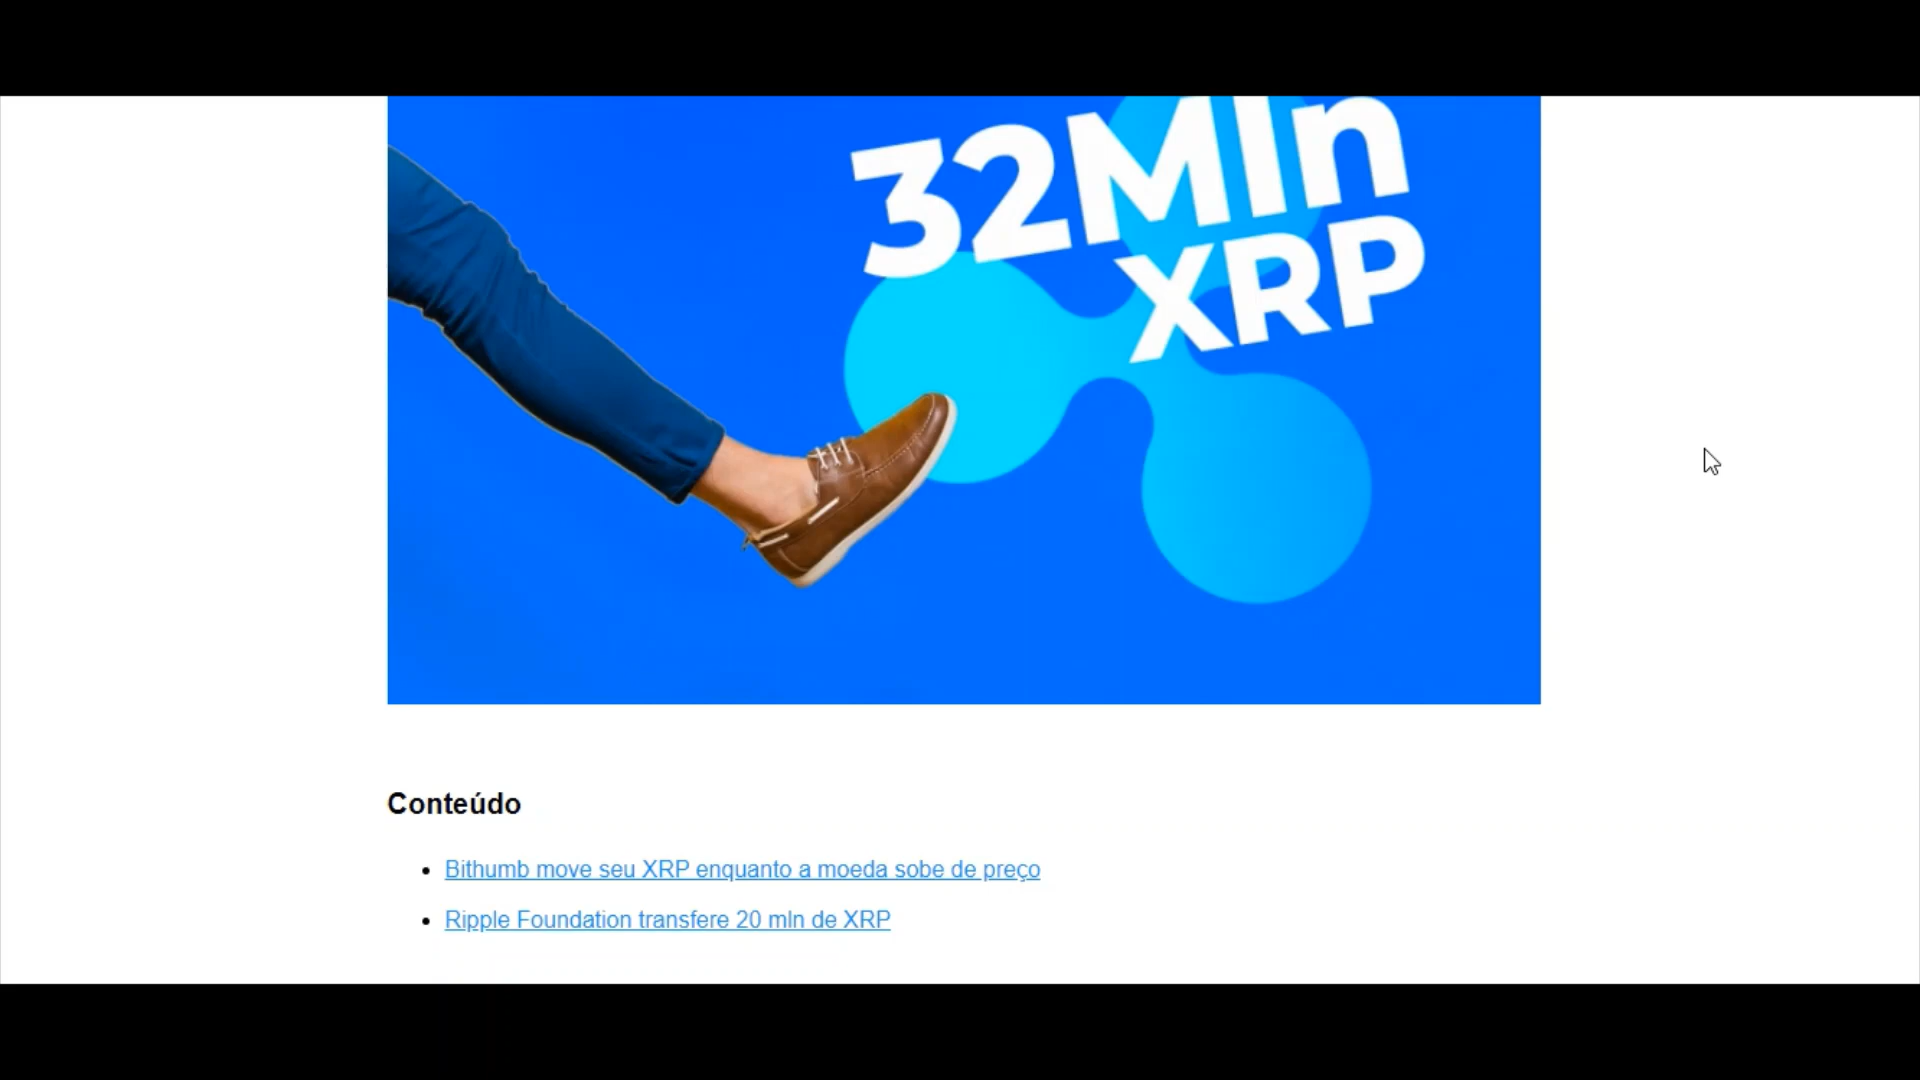 32Mln
XRP
Conteúdo
Bithumb move seu XRP enquanto a moeda sobe de preço
Ripple Foundation transfere 20 mln de XRP